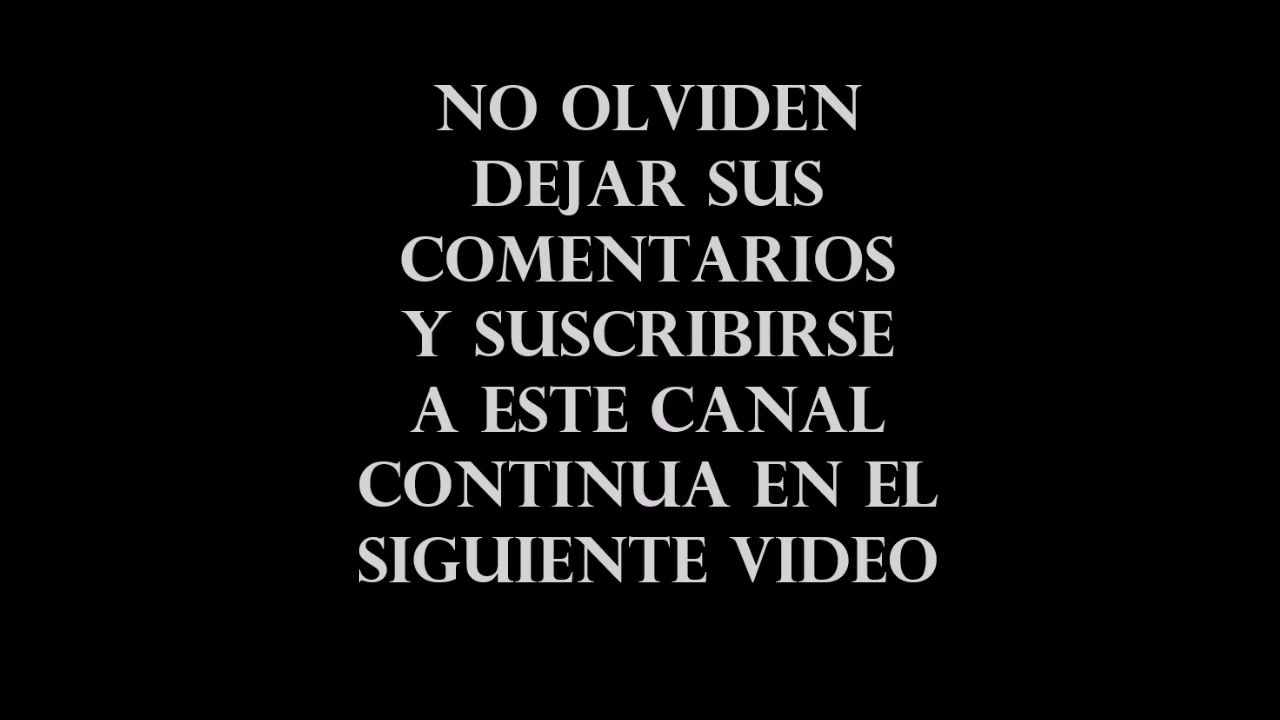 NO OLVIDEN
DEJAR SUS
COMENTARIOS
Y SUSCRIBIRSE
A ESTE CANAL
CONTINUA EN EL
SIGUIENTE VIDEO